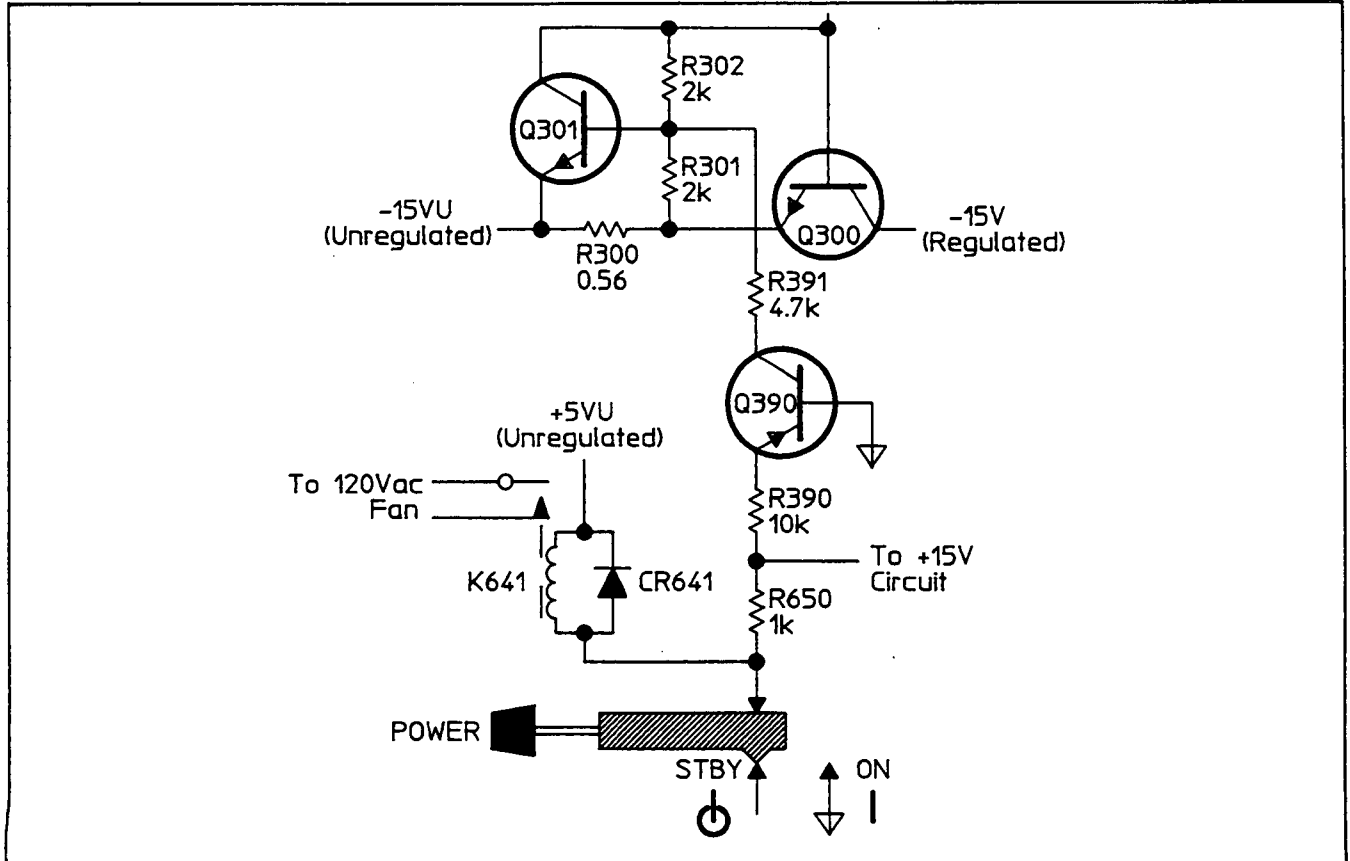 R302
2k
Q301
R301
2k
-15VU
(Unregulated)
R300
0.56
Q300
-15V
(Regulated)
R391
4.7k
Q390
+5VU
(Unregulated)
To 120Vac
Fan
R390
10k
K641
CR641
To +15V
Circuit
R650
1k
POWER
STBY
ON